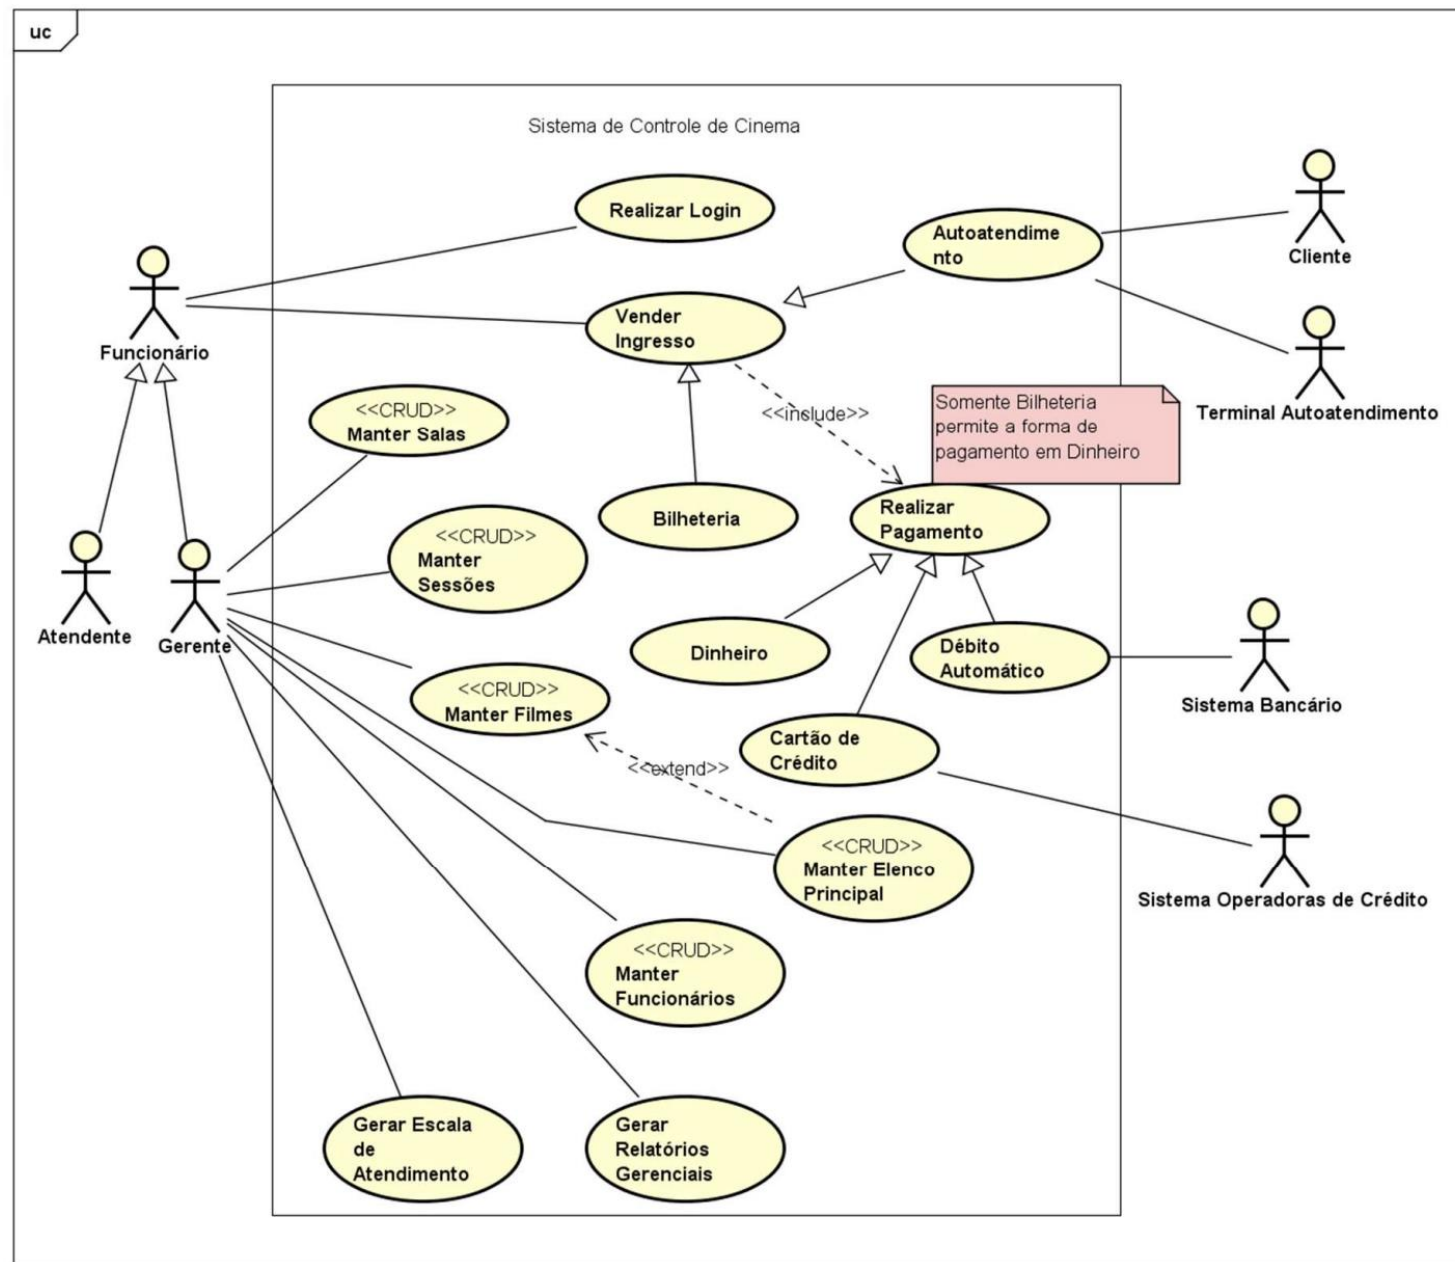 uc
Sistema de Controle de Cinema
Realizar Login
Autoatendime
nto
Cliente
Vender
Ingresso
Funcionário
<<CRUD>>
Manter Salas
<<include>>
Somente Bilheteria
permite a forma de
pagamento em Dinheiro
Terminal Autoatendimento
Bilheteria
Realizar
Pagamento
<<CRUD>>
Manter
Sessões
Atendente
Gerente
Dinheiro
Débito
Automático
Sistema Bancário
<<CRUD>>
Manter Filmes
<<extend>>
Cartão de
Crédito
<<CRUD>>
Manter Elenco
Principal
Sistema Operadoras de Crédito
<<CRUD>>
Manter
Funcionários
Gerar Escala
de
Atendimento
Gerar
Relatórios
Gerenciais